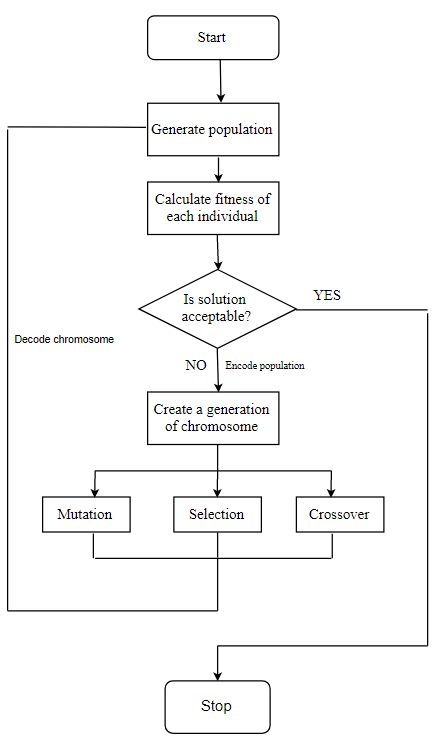 Start
Generate population
Calculate fitness of
each individual
Is solution
acceptable?
YES
Decode chromosome
NO
Encode population
Create a generation
of chromosome
Mutation
Selection
Crossover
Stop